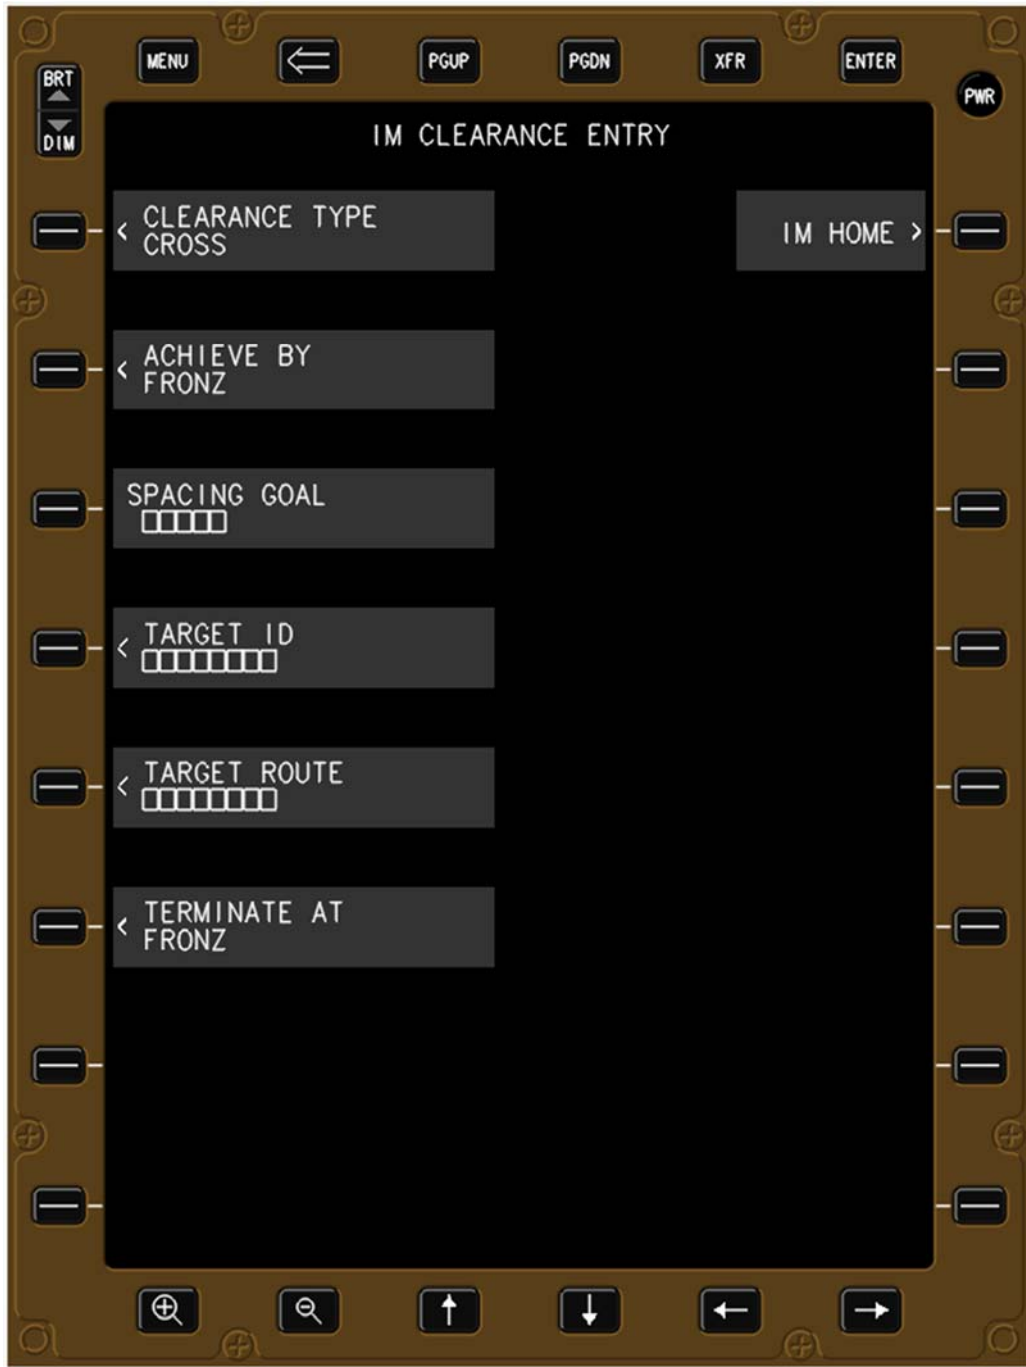 MENU
PGUP
PGDN
XFR
ENTER
BRT
DIM
PWR
IM CLEARANCE ENTRY
< CLEARANCE TYPE
CROSS
IM HOME >
< ACHIEVE BY
FRONZ
SPACING GOAL
□□□□□
< TARGET ID
□□□□□□□□
< TARGET ROUTE
□□□□□□□□
< TERMINATE AT
FRONZ